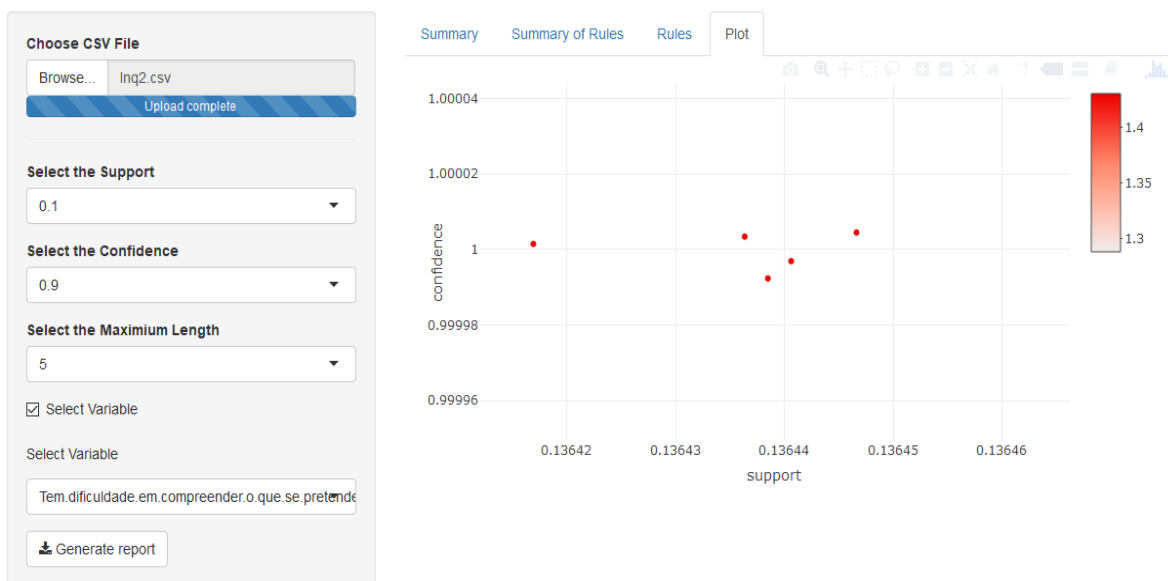 Choose CSV File
Browse... Inq2.csv
Upload complete
Select the Support
0.1
Select the Confidence
0.9
Select the Maximium Length
5
Select Variable
Select Variable
Tem.dificuldade.em.compreender.o.que.se.pretende
Generate report
Summary Summary of Rules Rules Plot
1.00004
1.00002
1
0.99998
0.99996
confidence
0.13642 0.13643 0.13644 0.13645 0.13646
support
1.4
1.35
1.3